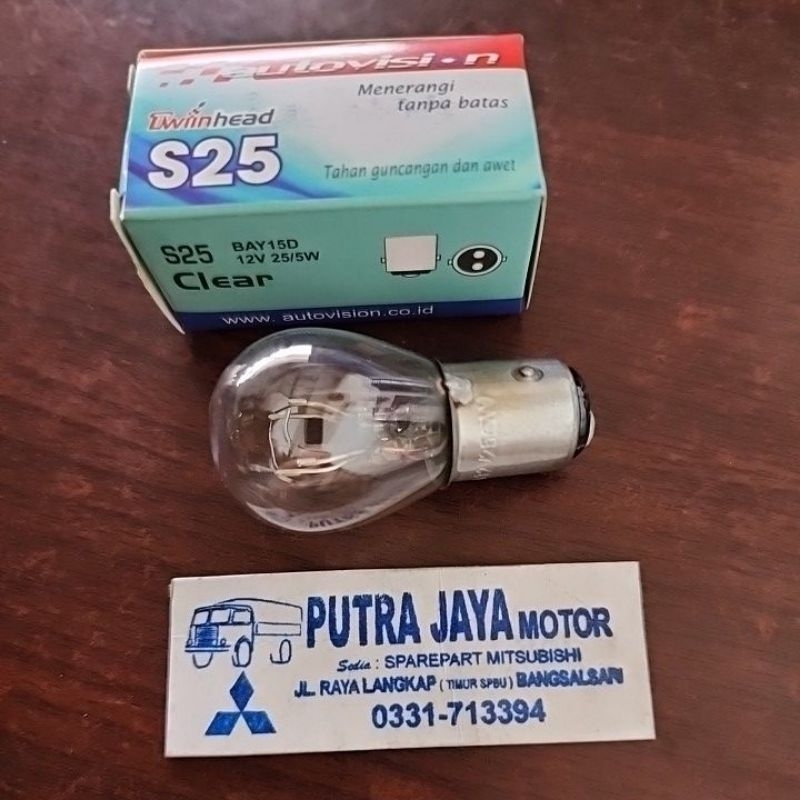 autovision
Menerangi
tanpa batas
Twiinhead
S25
Tahan guncangan dan awet
S25 BAY15D
12V 25/5W
Clear
www. autovision.co.id
PUTRA JAYA MOTOR
Sedia : SPAREPART MITSUBISHI
JL. RAYA LANGKAP ( TIMUR SPBU ) BANGSALSARI
0331-713394